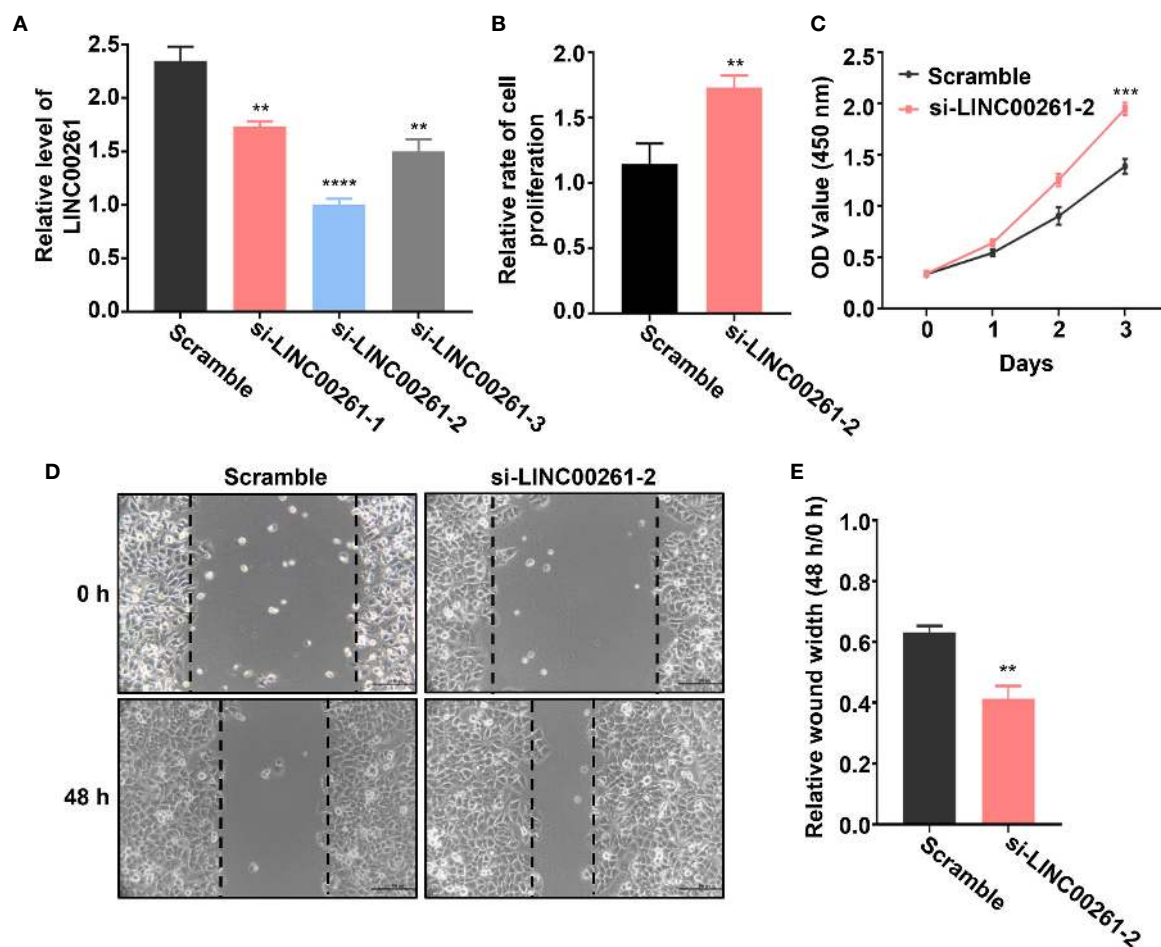 A
Relative level of
LINC00261
2.5
2.0
1.5
1.0
0.5
0.0
**
****
**
Scramble
si-LINC00261-1
si-LINC00261-2
si-LINC00261-3
B
Relative rate of cell
proliferation
2.0
1.5
1.0
0.5
0.0
**
Scramble
si-LINC00261-2
C
OD Value (450 nm)
2.5
2.0
1.5
1.0
0.5
0.0
Scramble
si-LINC00261-2
***
0 1 2 3
Days
D
Scramble si-LINC00261-2
0 h
48 h
E
Relative wound width (48 h/0 h)
1.0
0.8
0.6
0.4
0.2
0.0
**
Scramble
si-LINC00261-2